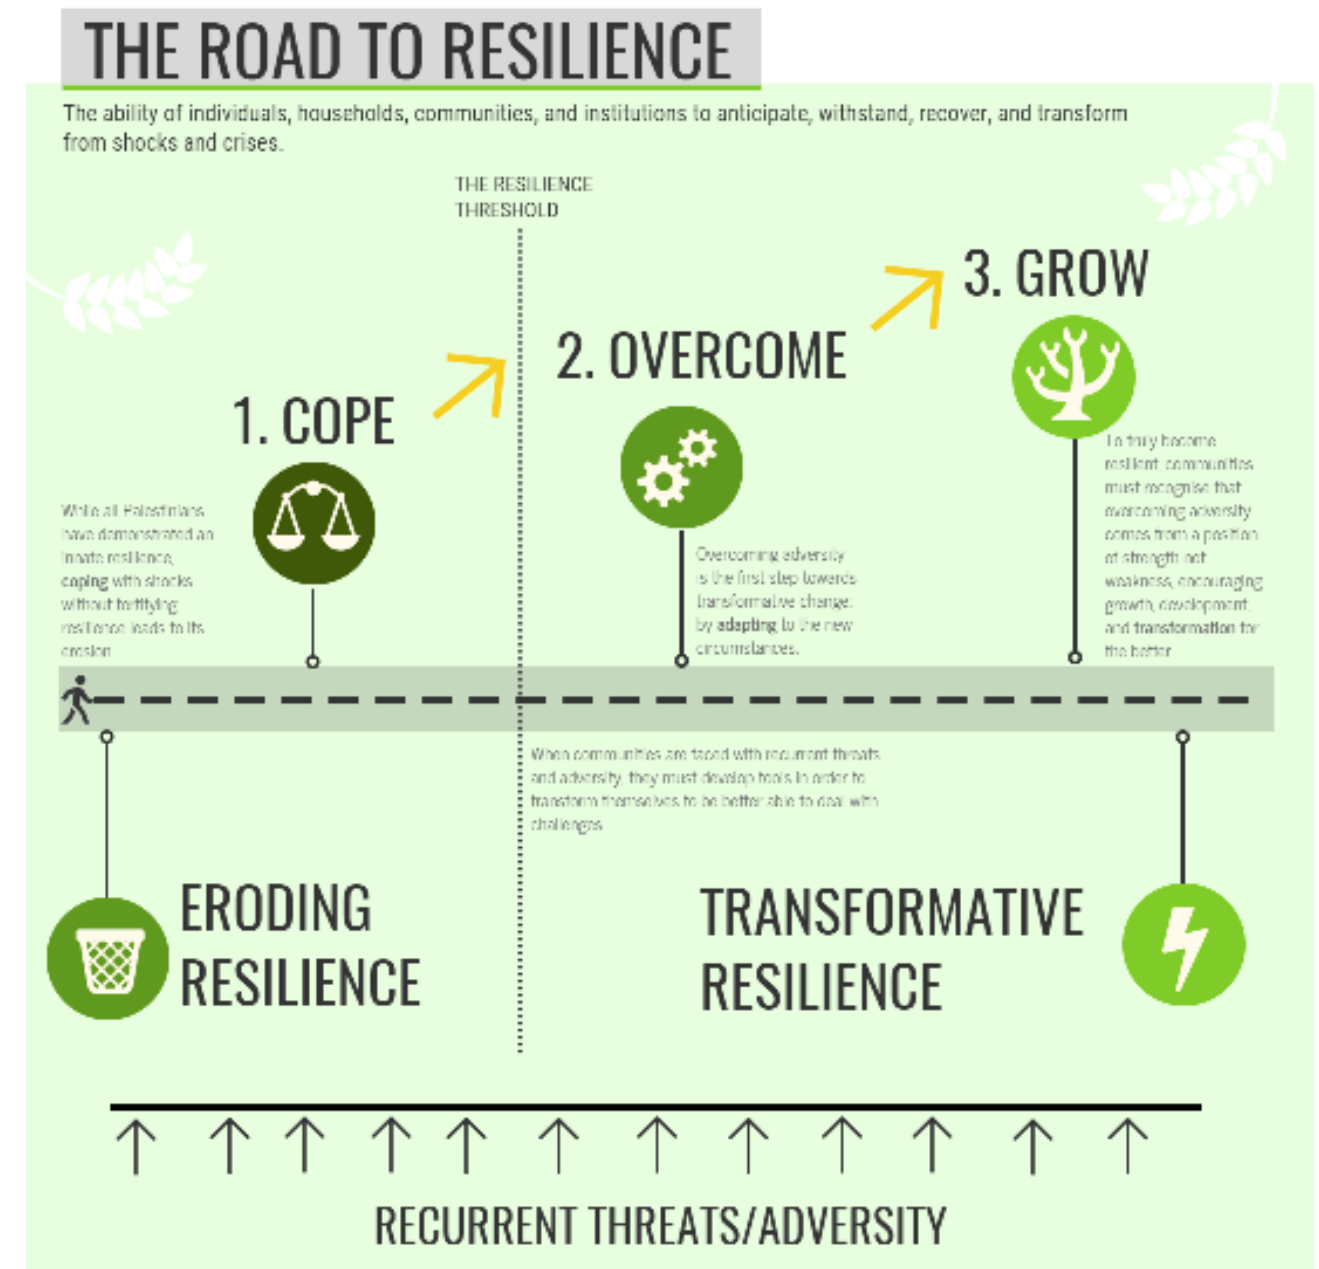 THE ROAD TO RESILIENCE
The ability of individuals, households, communities, and institutions to anticipate, withstand, recover, and transform
from shocks and crises.
THE RESILIENCE
THRESHOLD
3. GROW
2. OVERCOME
1. COPE
To truly become
resilient, communities
must recognise that
overcoming adversity
comes from a position
of strength not
weakness, encouraging
growth, development,
and transformation for
the better
While all Palestinians
have demonstrated an
innate resilience,
coping with shocks
without fortifying
resilience leads to its
erosion
Overcoming adversity
is the first step towards
transformative change:
by adapting to the new
circumstances.
When communities are faced with recurrent threats
and adversity, they must develop tools in order to
transform themselves to be better able to deal with
challenges
ERODING
RESILIENCE
TRANSFORMATIVE
RESILIENCE
RECURRENT THREATS/ADVERSITY